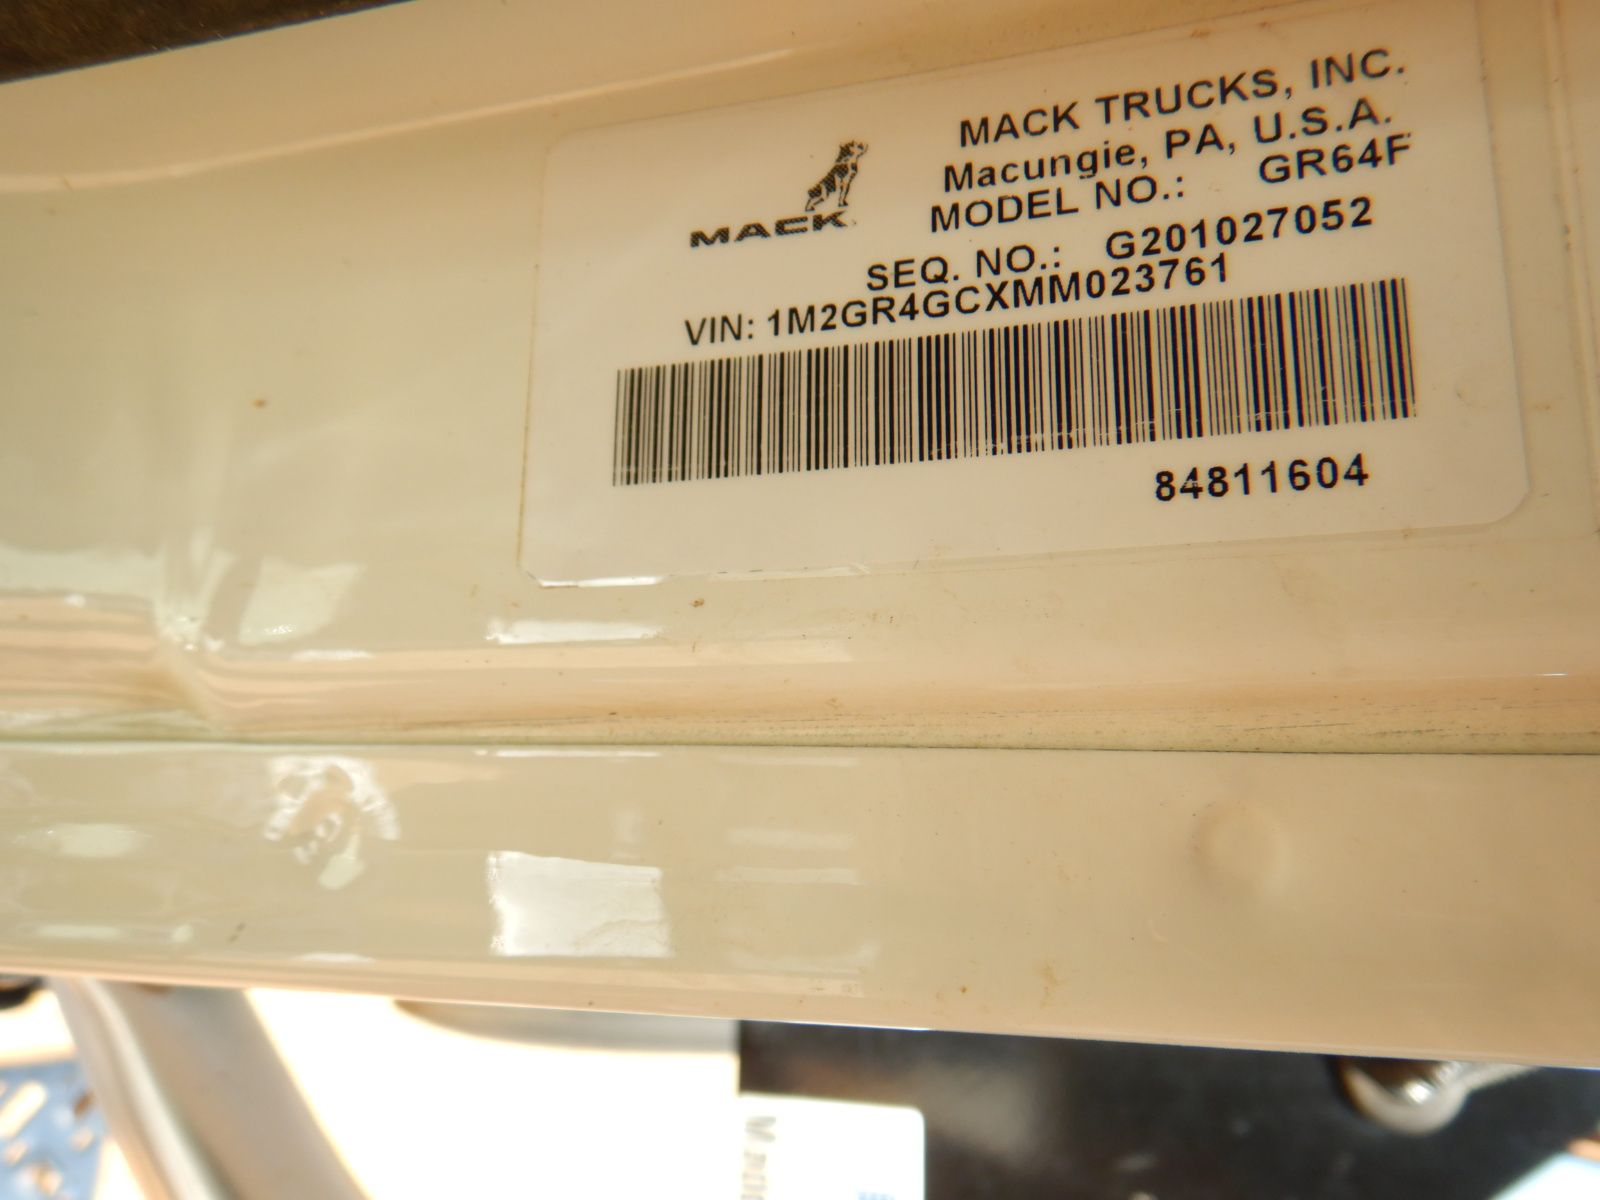 MACK TRUCKS, INC.
Macungie, PA, U.S.A.
MACK
MODEL NO.: GR64F
SEQ. NO.: G201027052
VIN: 1M2GR4GCXMM023761
84811604